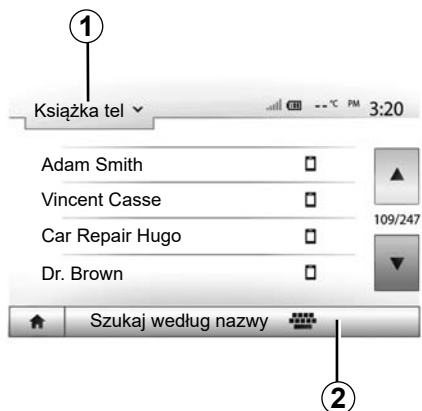 1
Książka tel
--°C PM 3:20
Adam Smith
Vincent Casse
109/247
Car Repair Hugo
Dr. Brown
Szukaj według nazwy
2